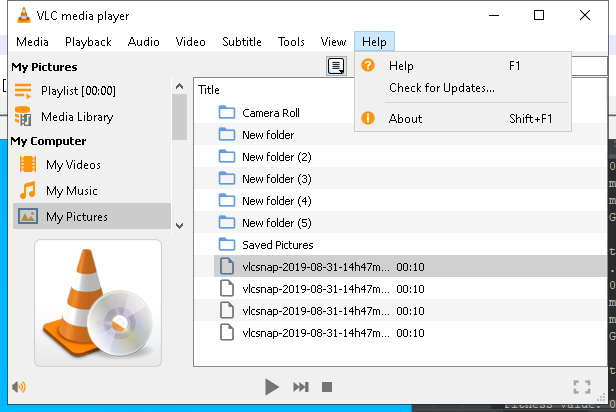 VLC media player
Media Playback Audio Video Subtitle Tools View Help
My Pictures
Playlist [00:00]
Media Library
My Computer
My Videos
My Music
My Pictures
Help F1
Check for Updates...
About Shift+F1
Title
Camera Roll
New folder
New folder (2)
New folder (3)
New folder (4)
New folder (5)
Saved Pictures
vlcsnap-2019-08-31-14h47m... 00:10
vlcsnap-2019-08-31-14h47m... 00:10
vlcsnap-2019-08-31-14h47m... 00:10
vlcsnap-2019-08-31-14h47m... 00:10